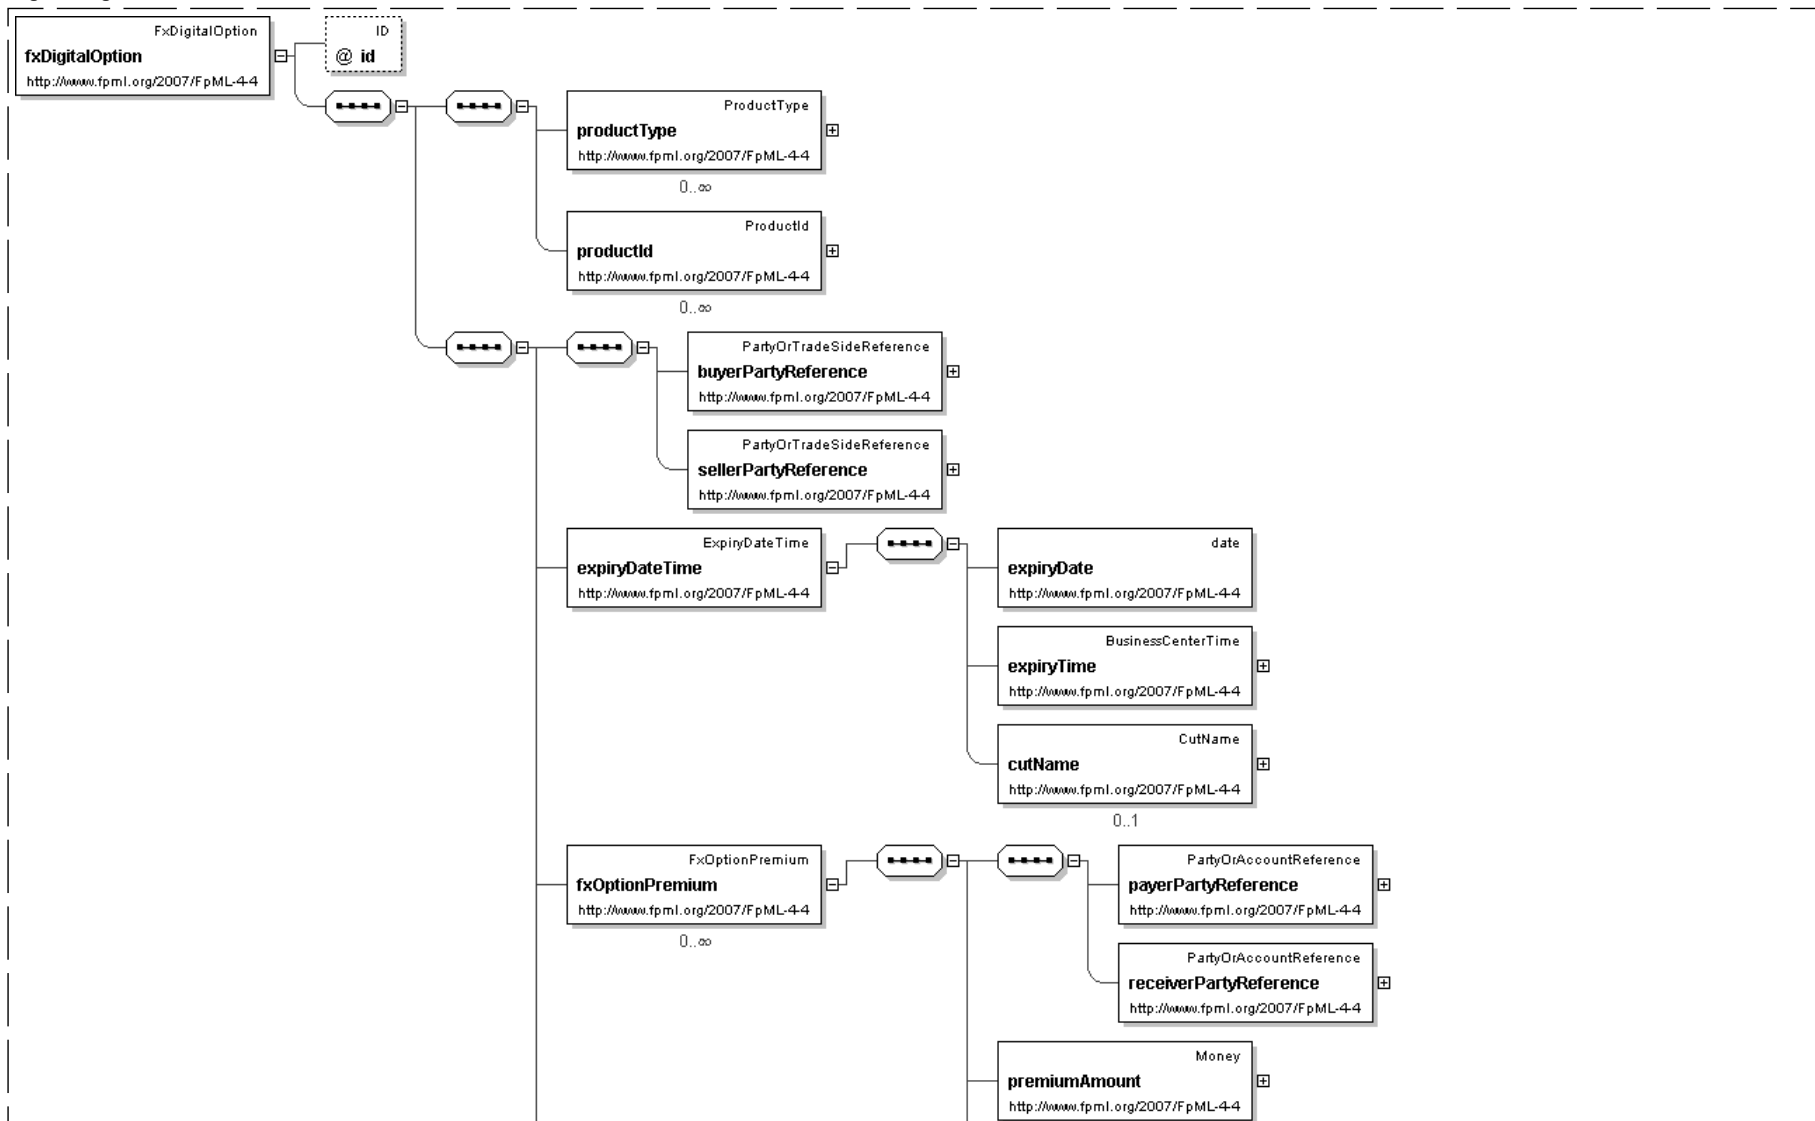 FxDigitalOption
fxDigitalOption
http://www.fpml.org/2007/FpML-4-4
ID
@ id
ProductType
productType
http://www.fpml.org/2007/FpML-4-4
0..∞
ProductId
productId
http://www.fpml.org/2007/FpML-4-4
0..∞
PartyOrTradeSideReference
buyerPartyReference
http://www.fpml.org/2007/FpML-4-4
PartyOrTradeSideReference
sellerPartyReference
http://www.fpml.org/2007/FpML-4-4
ExpiryDateTime
expiryDateTime
http://www.fpml.org/2007/FpML-4-4
date
expiryDate
http://www.fpml.org/2007/FpML-4-4
BusinessCenterTime
expiryTime
http://www.fpml.org/2007/FpML-4-4
CutName
cutName
http://www.fpml.org/2007/FpML-4-4
0..1
FxOptionPremium
fxOptionPremium
http://www.fpml.org/2007/FpML-4-4
0..∞
PartyOrAccountReference
payerPartyReference
http://www.fpml.org/2007/FpML-4-4
PartyOrAccountReference
receiverPartyReference
http://www.fpml.org/2007/FpML-4-4
Money
premiumAmount
http://www.fpml.org/2007/FpML-4-4